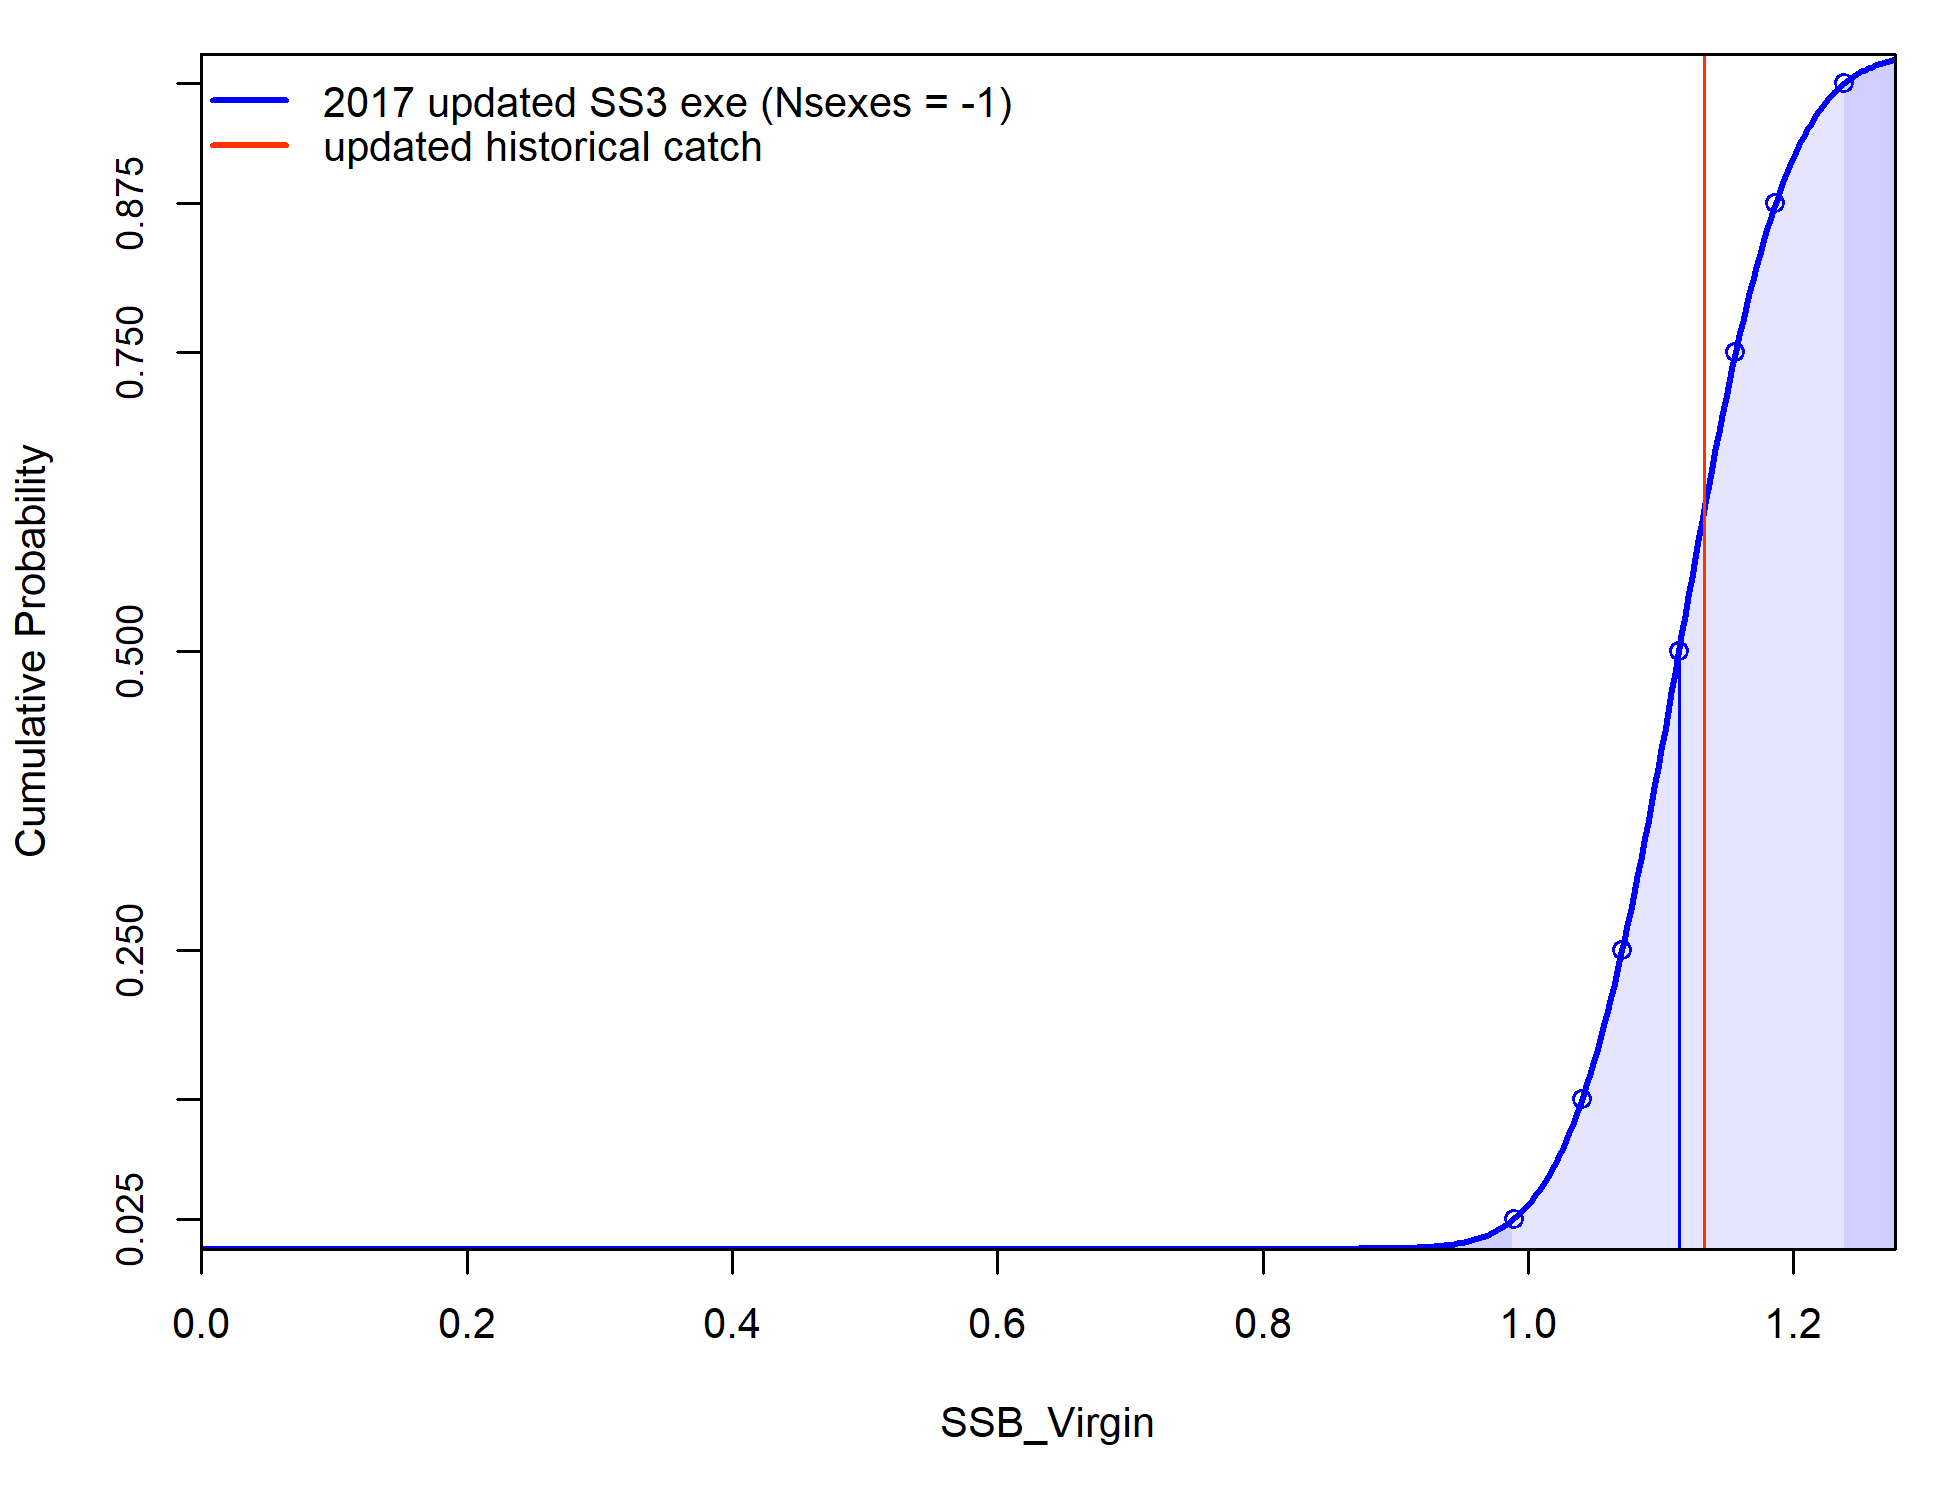 2017 updated SS3 exe (Nsexes = -1)
updated historical catch
Cumulative Probability
0.875
0.750
0.500
0.250
0.025
0.0 0.2 0.4 0.6 0.8 1.0 1.2
SSB_Virgin